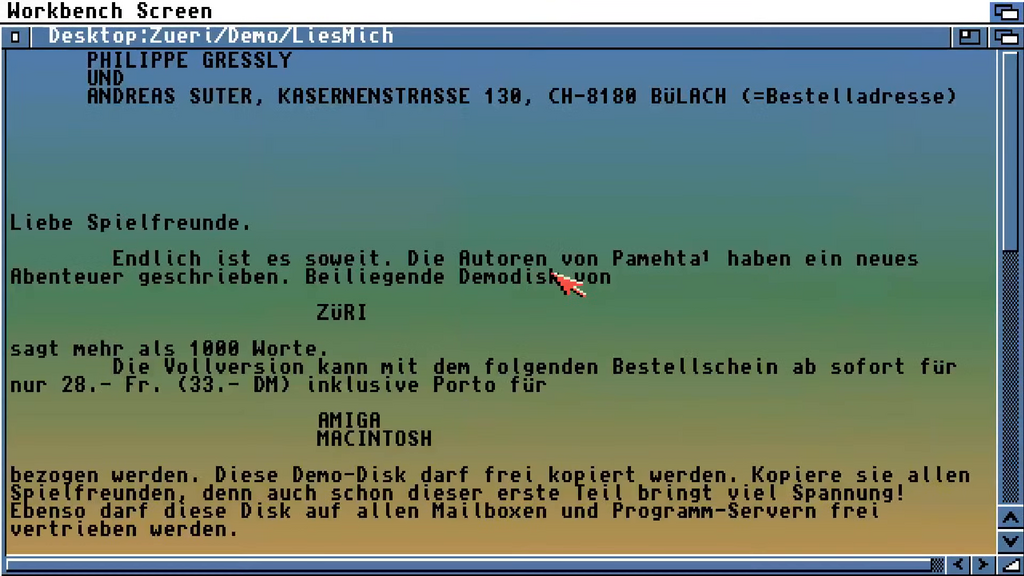 Workbench Screen
Desktop:Zueri/Demo/LiesMich
PHILIPPE GRESSLY
UND
ANDREAS SUTER, KASERNENSTRASSE 130, CH-8180 BüLACH (=Bestelladresse)
Liebe Spielfreunde.
Endlich ist es soweit. Die Autoren von Pamehta¹ haben ein neues
Abenteuer geschrieben. Beiliegende Demodisk von
ZüRI
sagt mehr als 1000 Worte.
Die Vollversion kann mit dem folgenden Bestellschein ab sofort für
nur 28.- Fr. (33.- DM) inklusive Porto für
AMIGA
MACINTOSH
bezogen werden. Diese Demo-Disk darf frei kopiert werden. Kopiere sie allen
Spielfreunden, denn auch schon dieser erste Teil bringt viel Spannung!
Ebenso darf diese Disk auf allen Mailboxen und Programm-Servern frei
vertrieben werden.